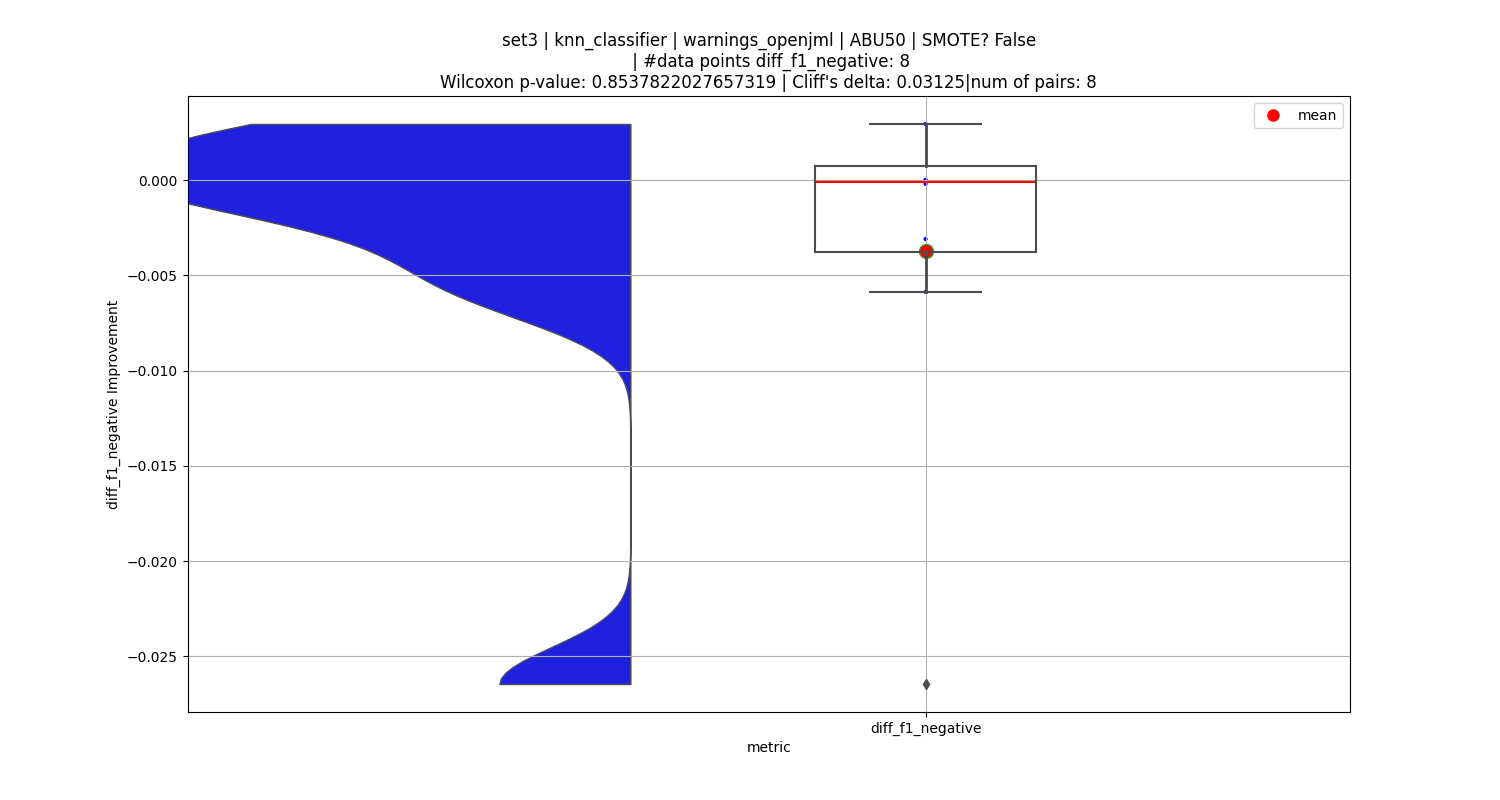 set3 | knn_classifier | warnings_openjml | ABU50 | SMOTE? False
| #data points diff_f1_negative: 8
Wilcoxon p-value: 0.8537822027657319 | Cliff's delta: 0.03125|num of pairs: 8
mean
0.000
−0.005
−0.010
−0.015
−0.020
−0.025
diff_f1_negative Improvement
diff_f1_negative
metric